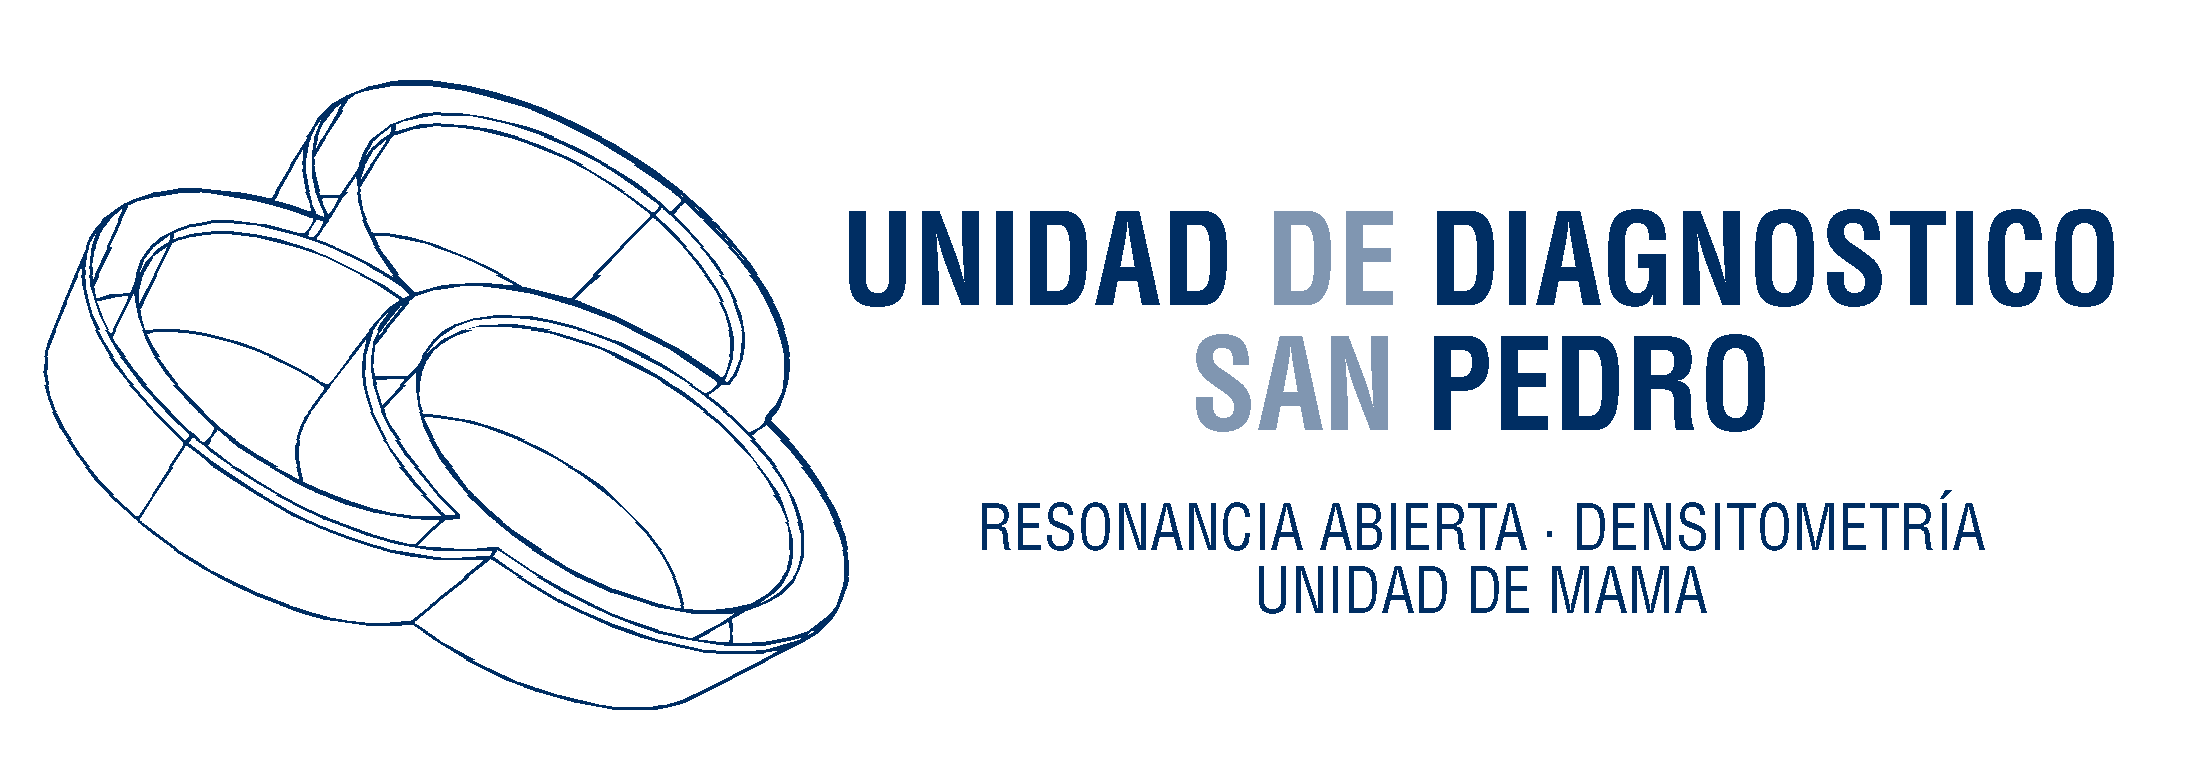 UNIDAD DE DIAGNOSTICO
SAN PEDRO
RESONANCIA ABIERTA · DENSITOMETRÍA
UNIDAD DE MAMA